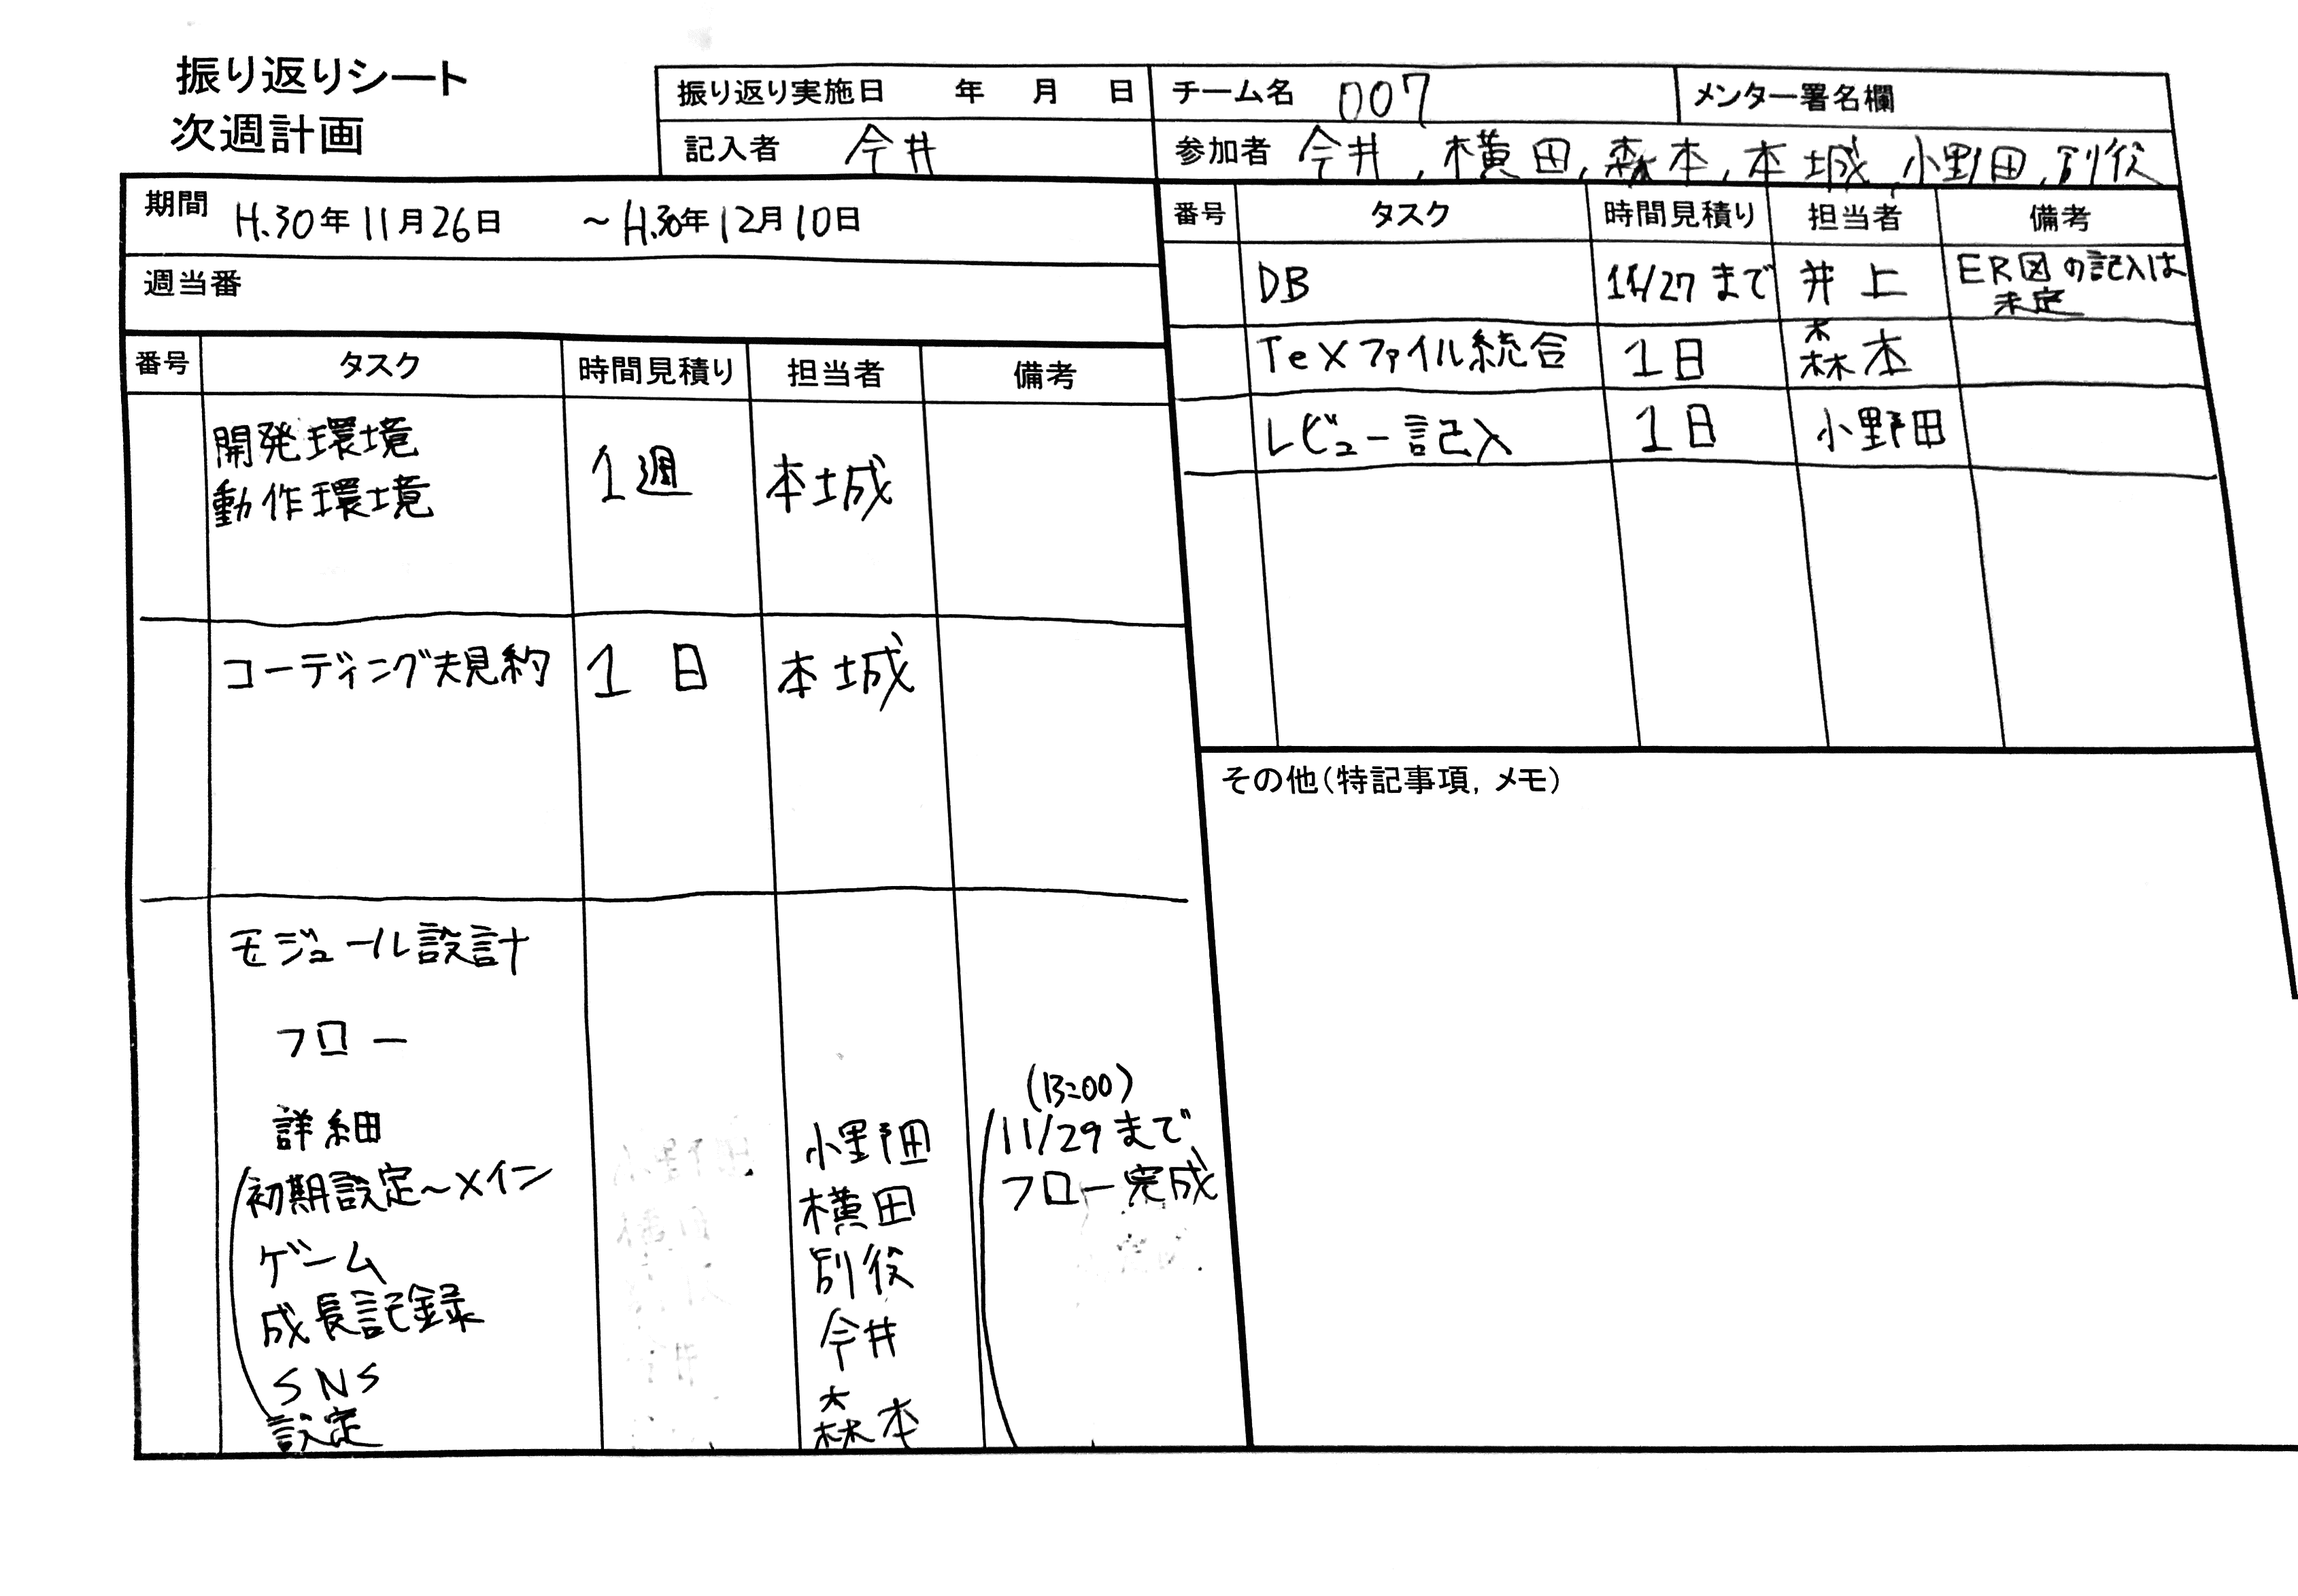 振り返りシート
次週計画
振り返り実施日 年 月 日
チーム名 007
メンター署名欄
記入者 今井
参加者 今井, 横田, 森本, 本城, 小野田, 別役
期間 H.30年11月26日 ~H.30年12月10日
週当番
番号 タスク 時間見積り 担当者 備考
開発環境
動作環境 1週 本城
コーディング規約 1日 本城
モジュール設計
フロー
(13:00)
詳細 小野田 11/29まで
初期設定~メイン 横田 フロー完成
ゲーム 別役
成長記録 今井
SNS 森本
設定
番号 タスク 時間見積り 担当者 備考
DB 11/27まで 井上 ER図の記入は
未定
TeXファイル統合 1日 森本
レビュー記入 1日 小野田
その他(特記事項, メモ)